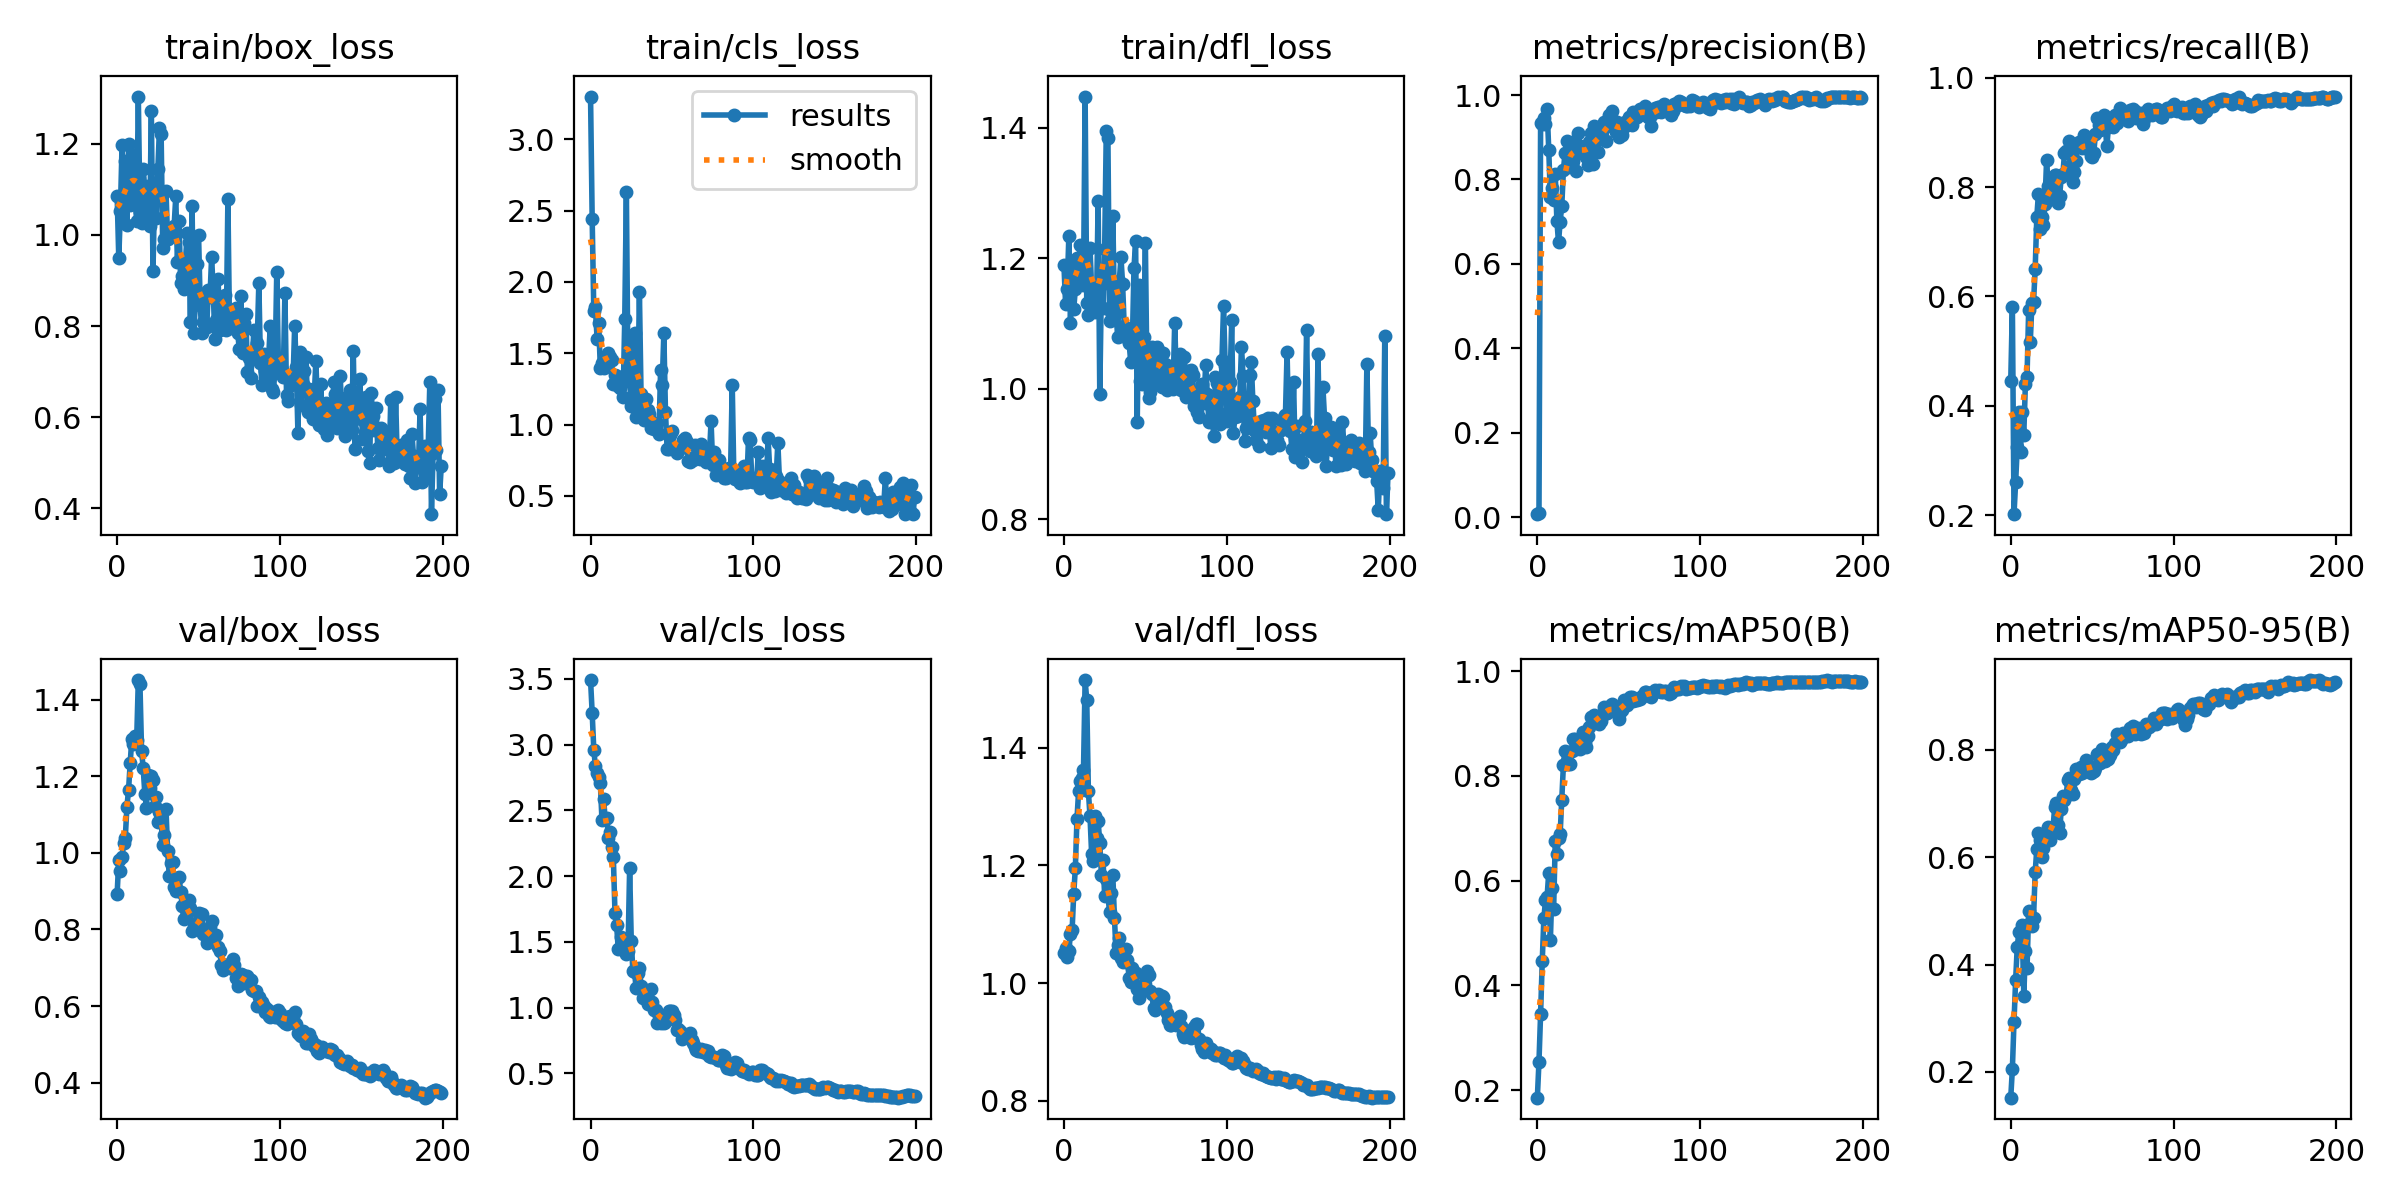 train/box_loss
1.2
1.0
0.8
0.6
0.4
0 100 200
train/cls_loss
results
smooth
3.0
2.5
2.0
1.5
1.0
0.5
0 100 200
train/dfl_loss
1.4
1.2
1.0
0.8
0 100 200
metrics/precision(B)
1.0
0.8
0.6
0.4
0.2
0.0
0 100 200
metrics/recall(B)
1.0
0.8
0.6
0.4
0.2
0 100 200
val/box_loss
1.4
1.2
1.0
0.8
0.6
0.4
0 100 200
val/cls_loss
3.5
3.0
2.5
2.0
1.5
1.0
0.5
0 100 200
val/dfl_loss
1.4
1.2
1.0
0.8
0 100 200
metrics/mAP50(B)
1.0
0.8
0.6
0.4
0.2
0 100 200
metrics/mAP50-95(B)
0.8
0.6
0.4
0.2
0 100 200